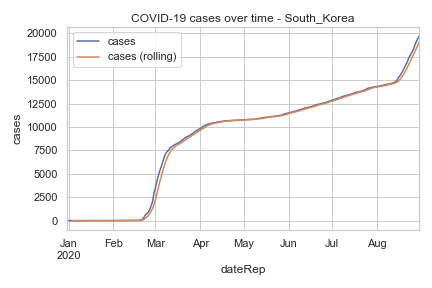 COVID-19 cases over time - South_Korea
cases
cases (rolling)
20000
17500
15000
12500
10000
7500
5000
2500
0
cases
Jan Feb Mar Apr May Jun Jul Aug
2020
dateRep